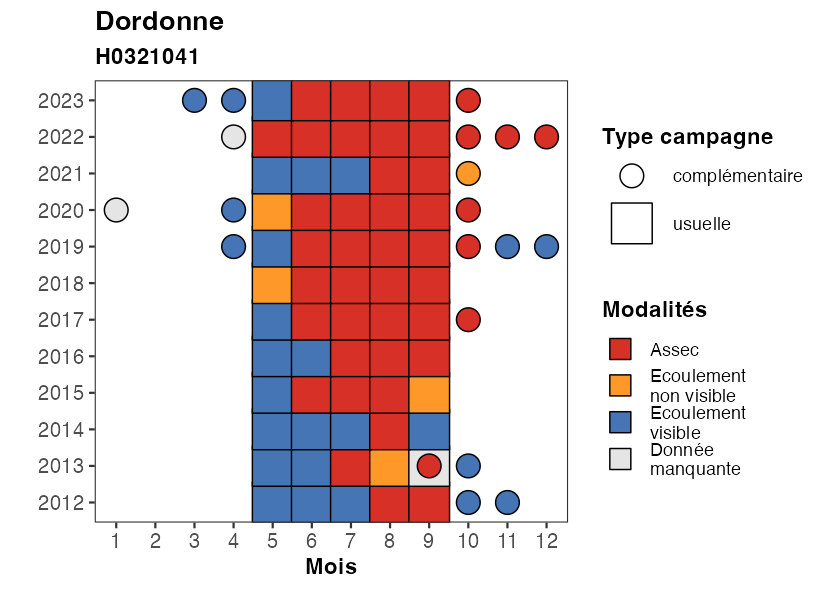 Dordonne
H0321041
2023
2022
2021
2020
2019
2018
2017
2016
2015
2014
2013
2012
1 2 3 4 5 6 7 8 9 10 11 12
Mois
Type campagne
complémentaire
usuelle
Modalités
Assec
Ecoulement
non visible
Ecoulement
visible
Donnée
manquante